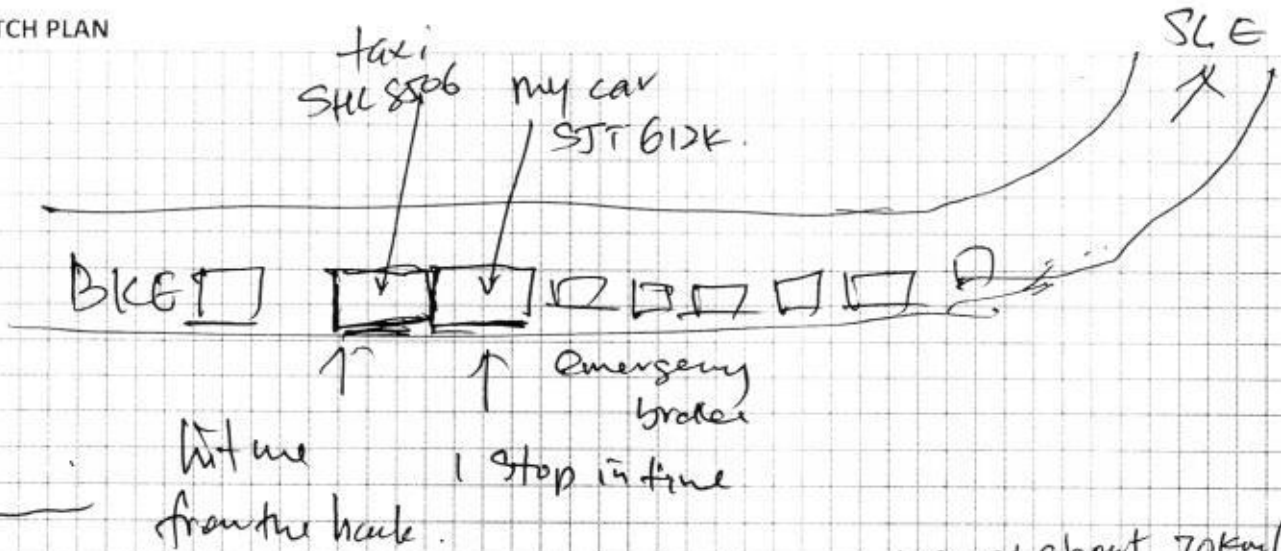 TCH PLAN
SLE
taxi
SHL 8506
my car
STT 612K.
BKE
emergency
brake
hit me
I stop in time
from the back.
about 70km/